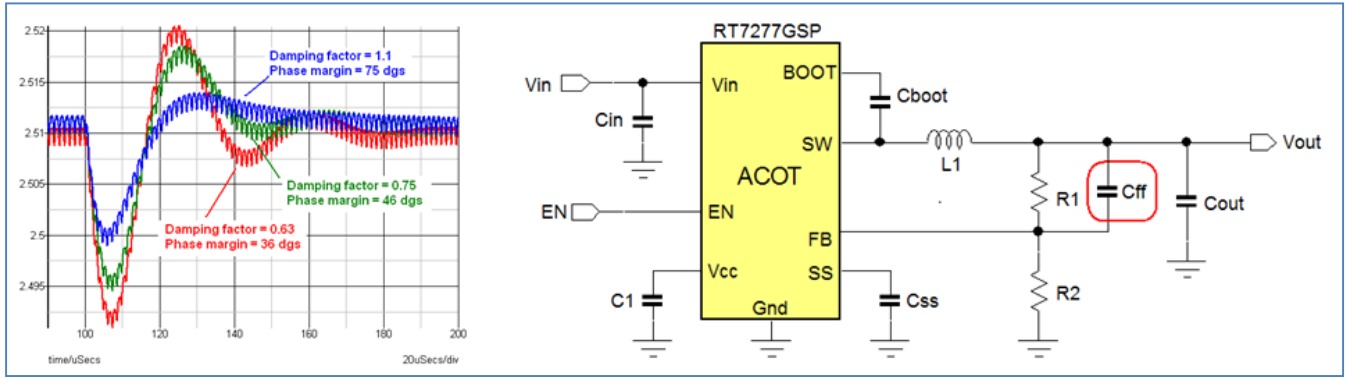 2.52
2.515
2.51
2.505
2.5
2.495
100
120
140
160
180
200
time/uSecs
20uSecs/div
Damping factor = 1.1
Phase margin = 75 dgs
Damping factor = 0.75
Phase margin = 46 dgs
Damping factor = 0.63
Phase margin = 36 dgs
RT7277GSP
Vin
Vin
BOOT
Cboot
Cin
SW
L1
Vout
ACOT
R1
Cff
Cout
EN
EN
FB
Vcc
SS
C1
Css
R2
Gnd